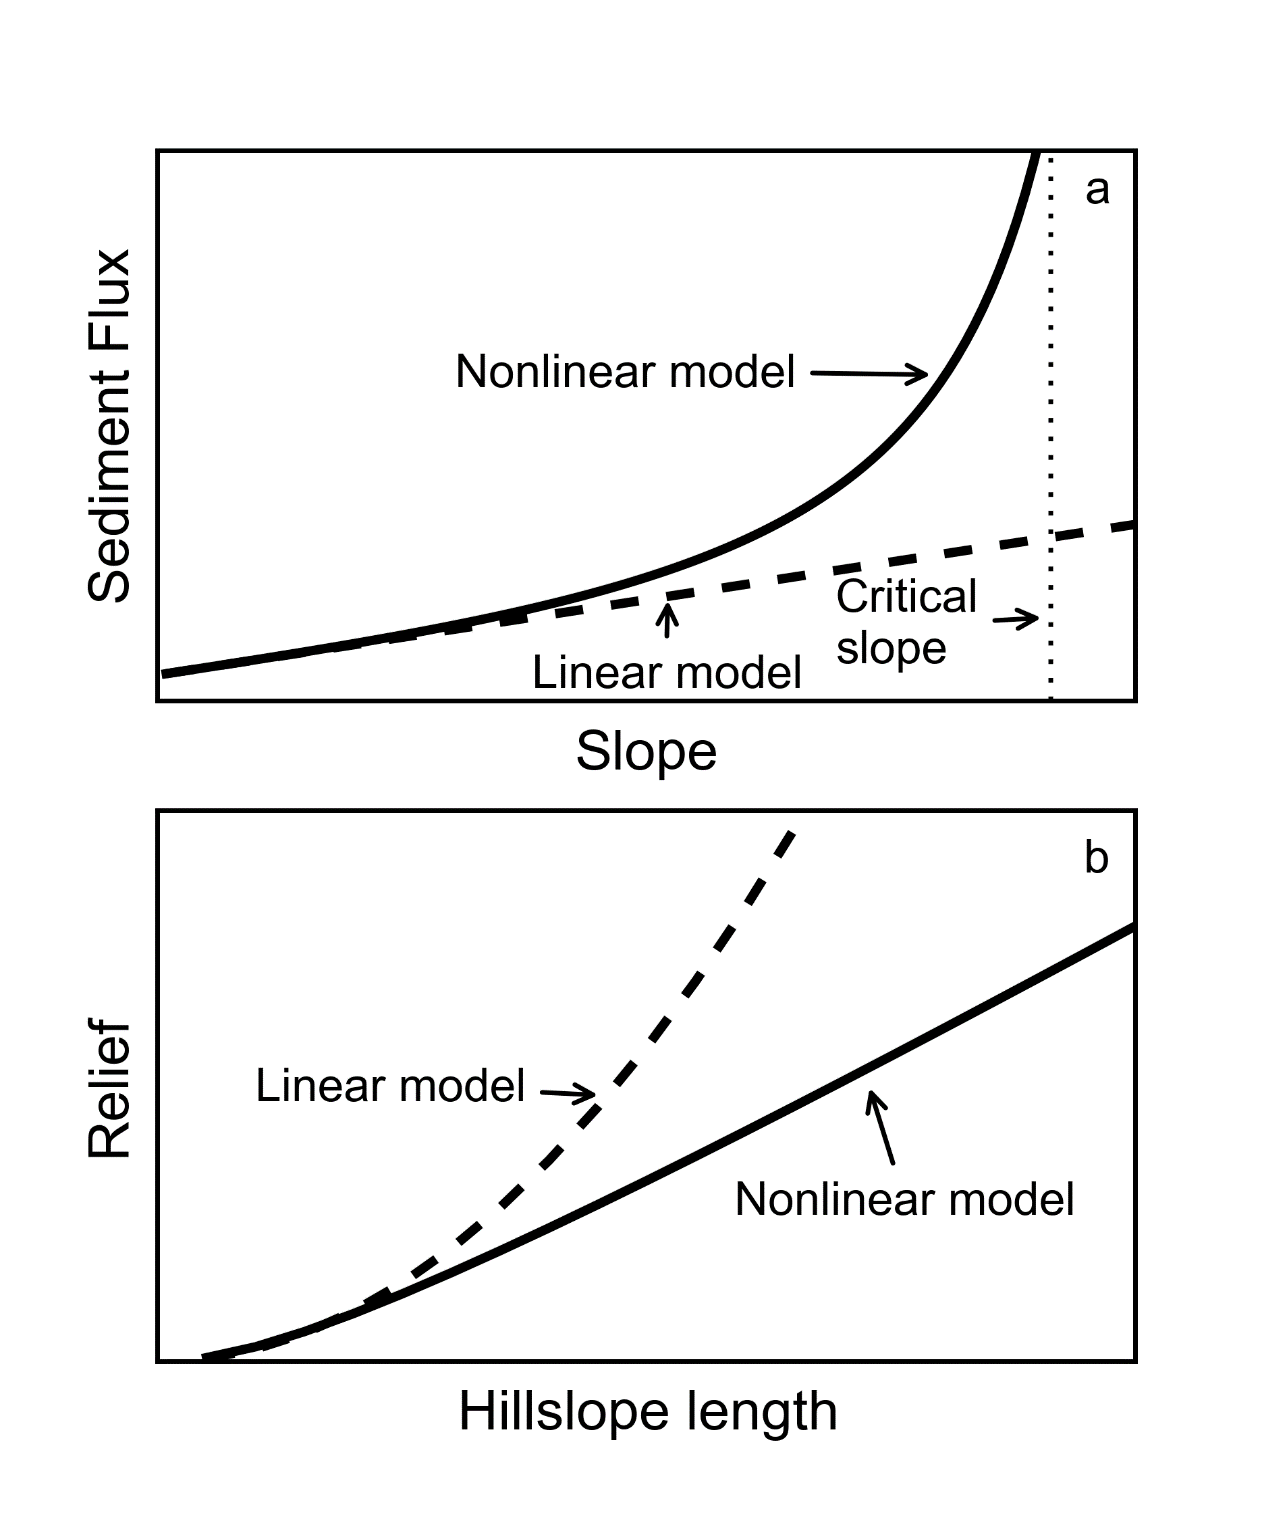 a
Sediment Flux
Nonlinear model
Critical
slope
Linear model
Slope
b
Relief
Linear model
Nonlinear model
Hillslope length